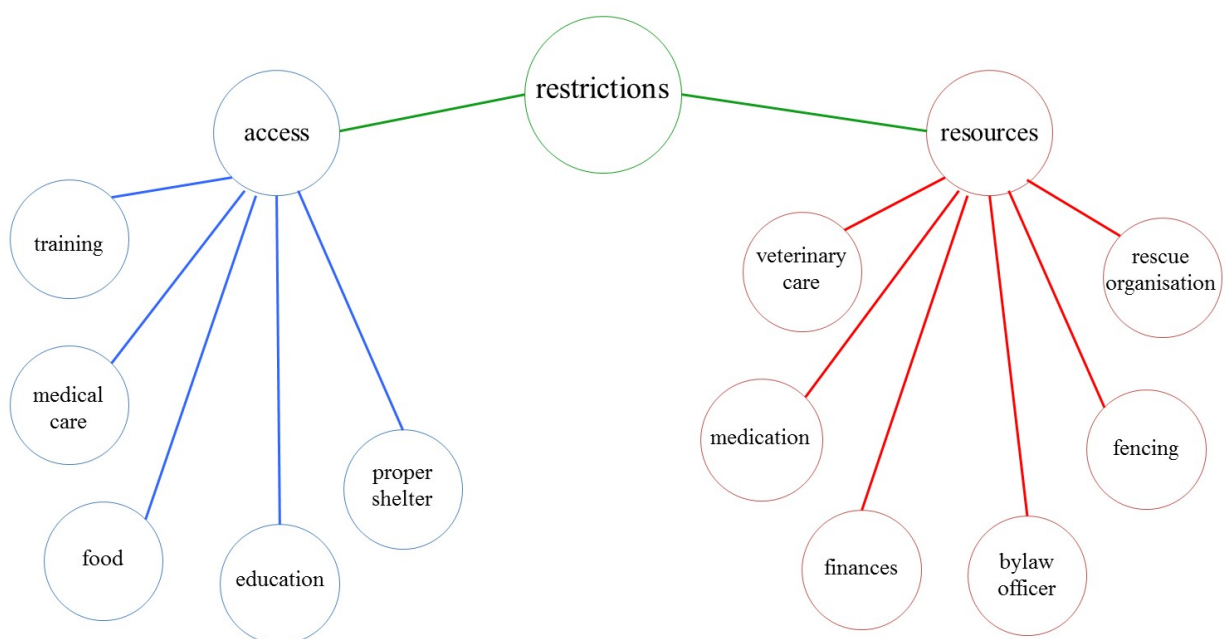 restrictions
access
resources
training
medical
care
food
education
proper
shelter
veterinary
care
medication
finances
bylaw
officer
fencing
rescue
organisation